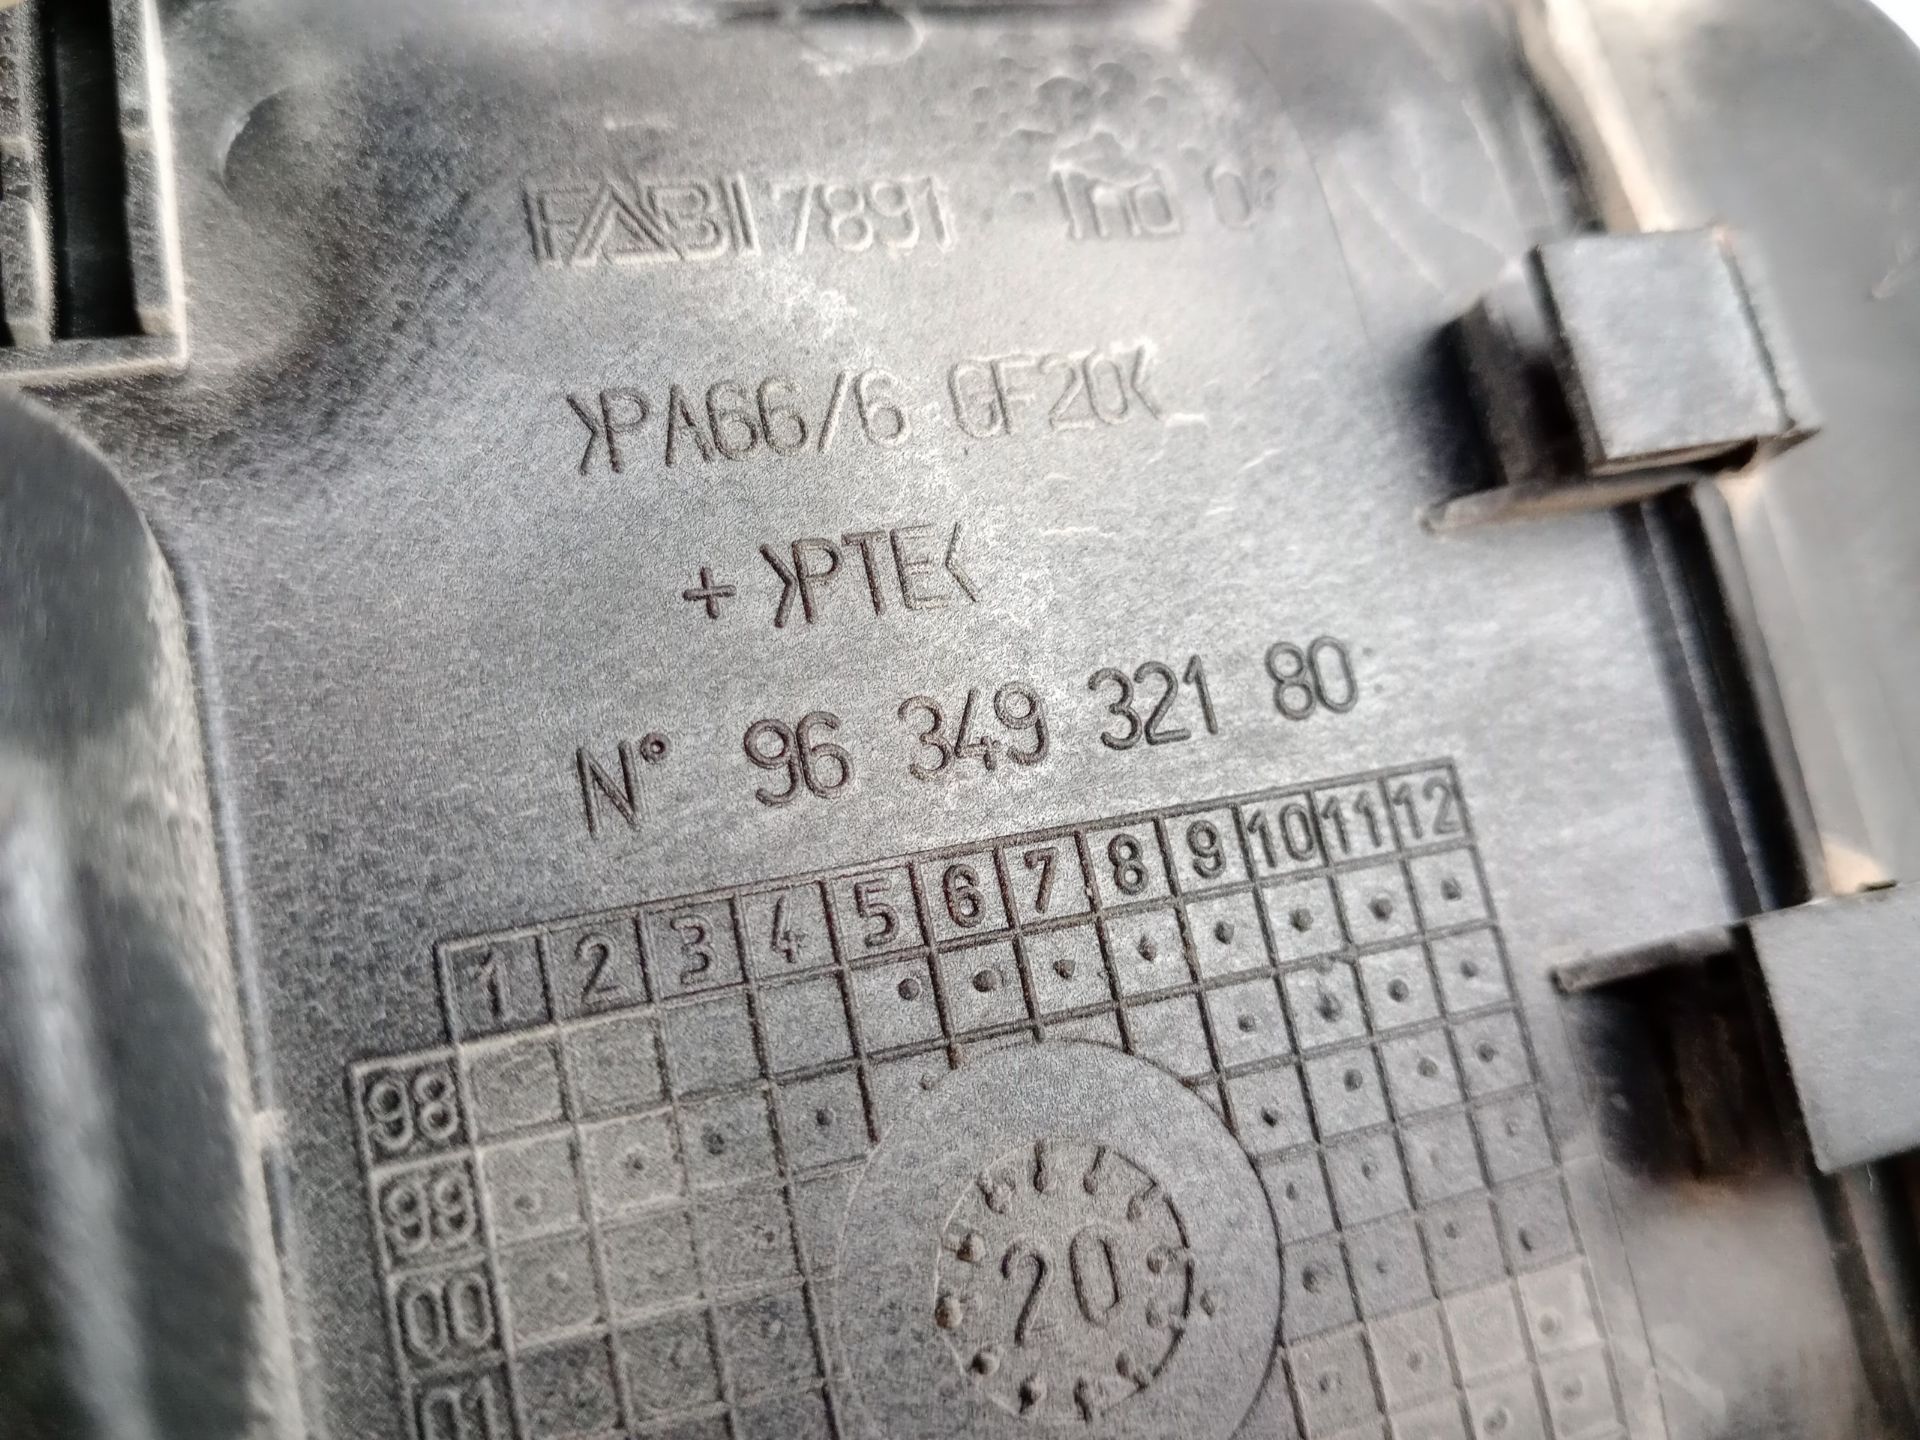 FABI 7891 Ind
>PA66/6 GF20<
+ >PTE<
N° 96 349 321 80
1 2 3 4 5 6 7 8 9 10 11 12
98
99
00
01
20